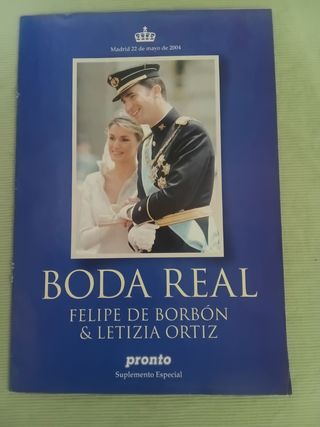 Madrid 22 de mayo de 2004
BODA REAL
FELIPE DE BORBÓN
& LETIZIA ORTIZ
pronto
Suplemento Especial